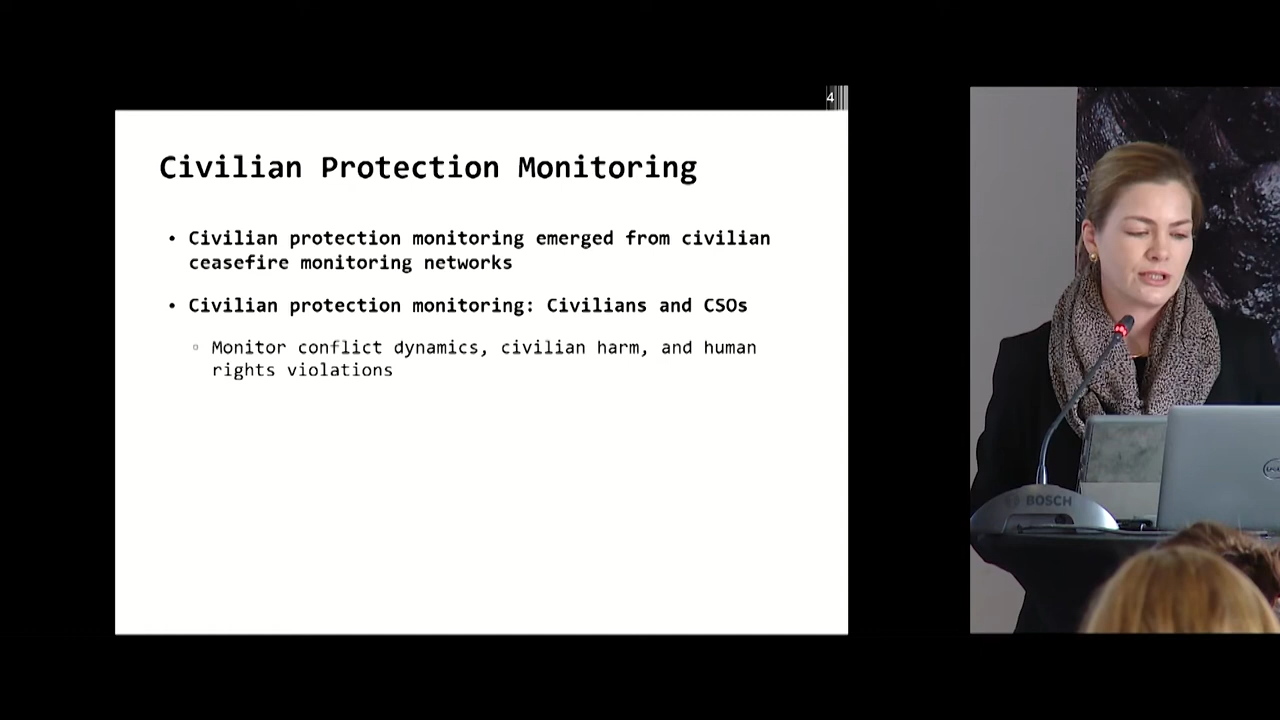 4
Civilian Protection Monitoring
• Civilian protection monitoring emerged from civilian
ceasefire monitoring networks
• Civilian protection monitoring: Civilians and CSOs
◦ Monitor conflict dynamics, civilian harm, and human
rights violations
BOSCH